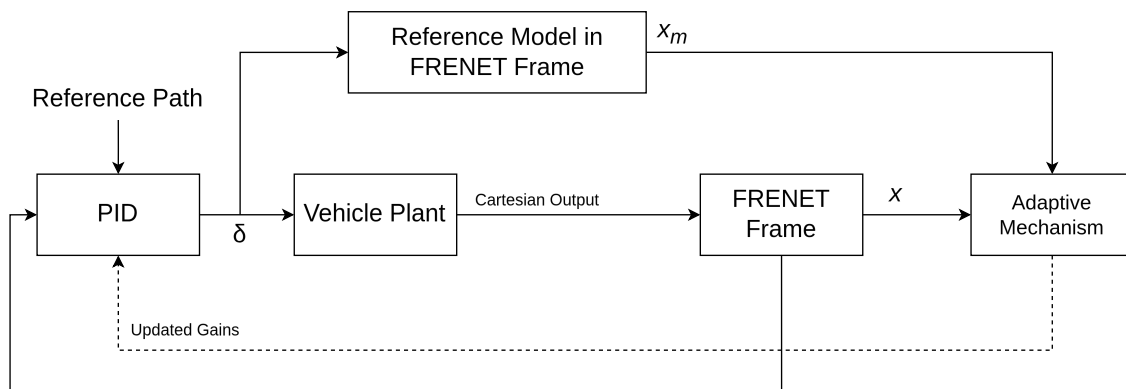 Reference Model in
FRENET Frame
x_m
Reference Path
PID
δ
Vehicle Plant
Cartesian Output
FRENET
Frame
x
Adaptive
Mechanism
Updated Gains